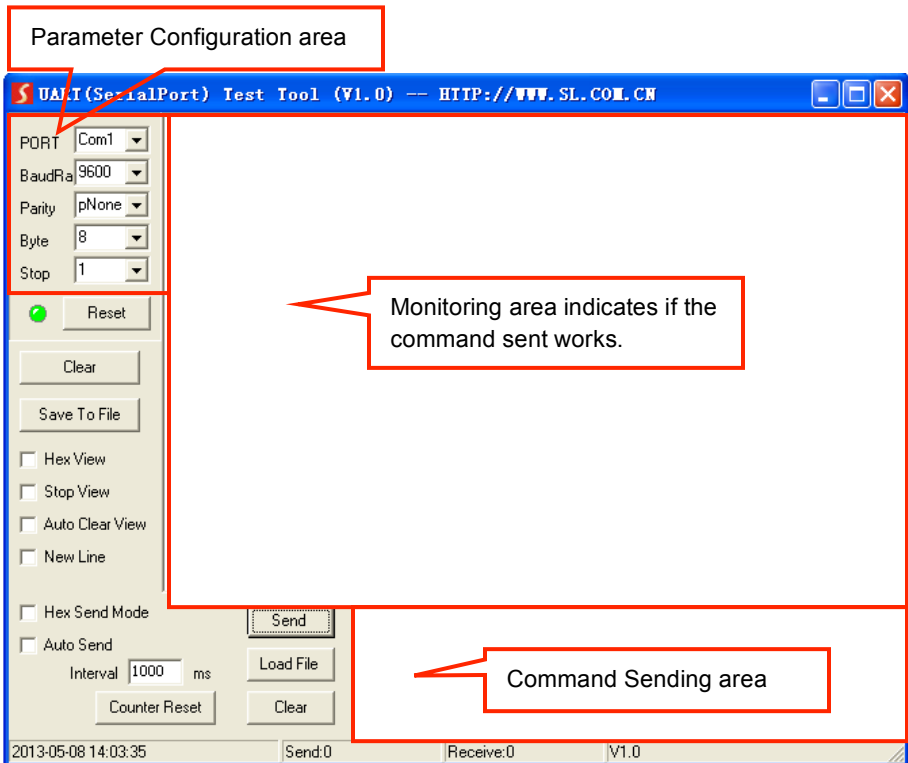 Parameter Configuration area
UART(SerialPort) Test Tool (V1.0) -- HTTP://WWW.SL.COM.CN
PORT Com1
BaudRa 9600
Parity pNone
Byte 8
Stop 1
Reset
Monitoring area indicates if the
command sent works.
Clear
Save To File
Hex View
Stop View
Auto Clear View
New Line
Hex Send Mode
Send
Auto Send
Interval 1000 ms
Load File
Command Sending area
Counter Reset
Clear
2013-05-08 14:03:35 Send:0 Receive:0 V1.0